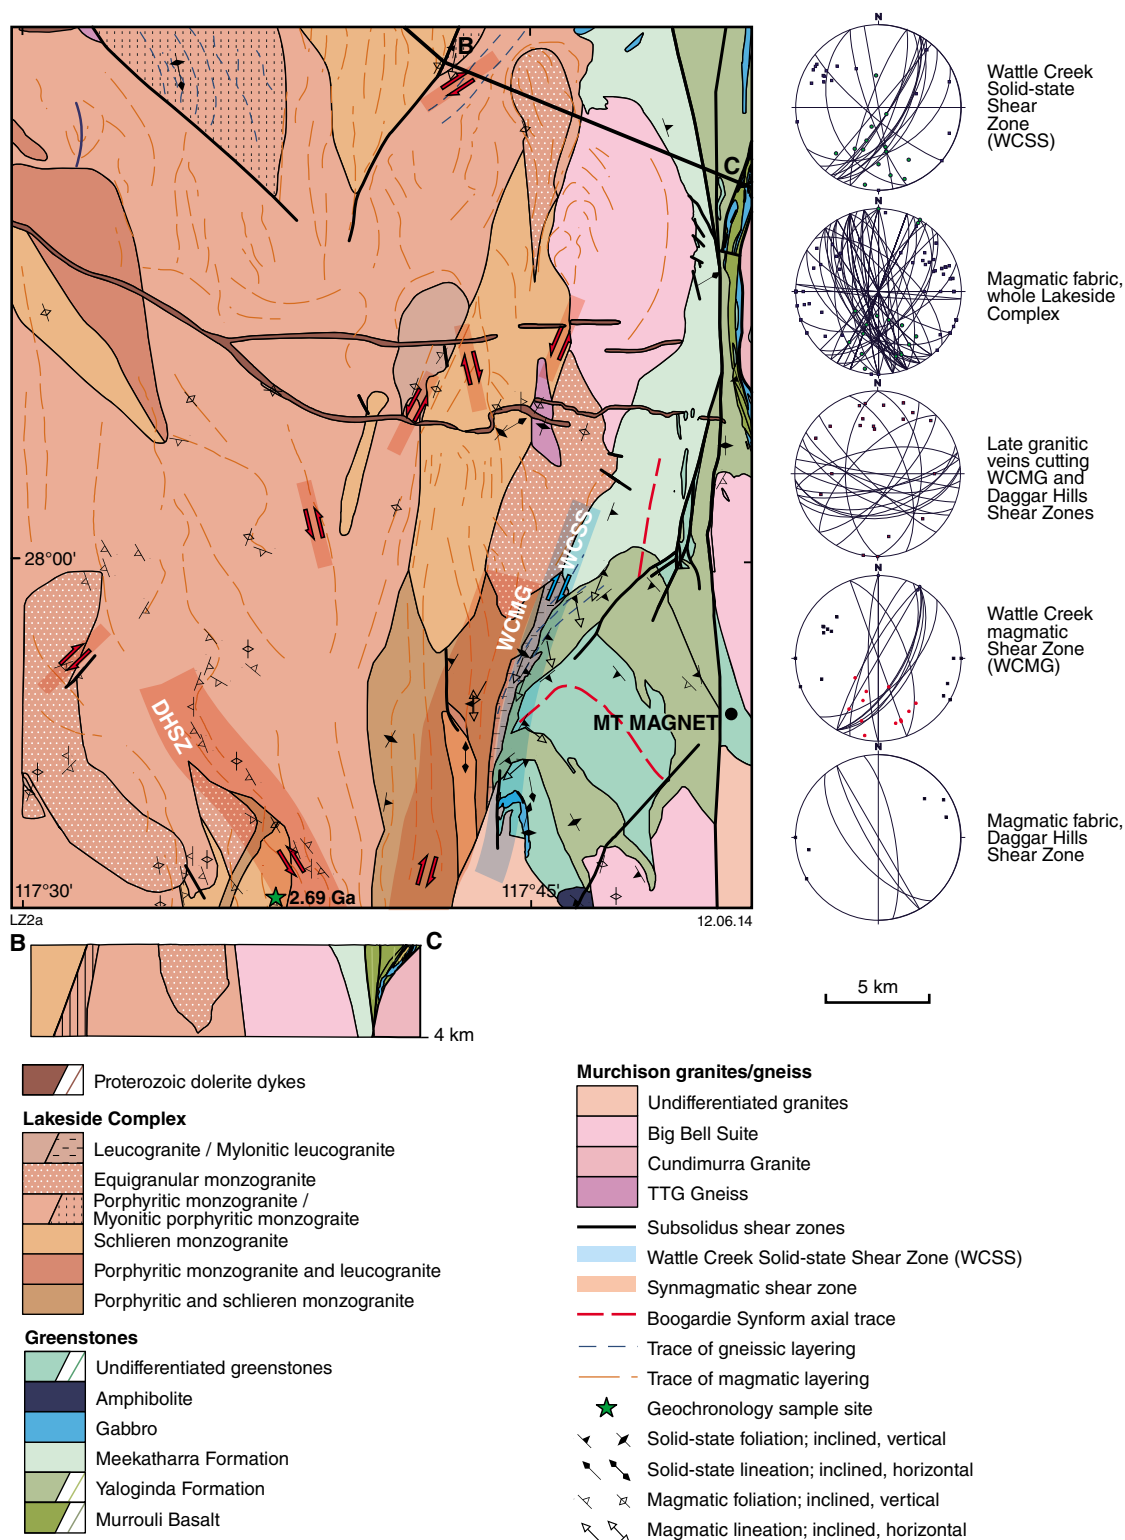 B
C
WCSS
WCMG
DHSZ
MT MAGNET
28°00'
117°30'
117°45'
2.69 Ga
LZ2a
12.06.14
N
Wattle Creek
Solid-state
Shear
Zone
(WCSS)
N
Magmatic fabric,
whole Lakeside
Complex
N
Late granitic
veins cutting
WCMG and
Daggar Hills
Shear Zones
N
Wattle Creek
magmatic
Shear Zone
(WCMG)
N
Magmatic fabric,
Daggar Hills
Shear Zone
B
C
4 km
5 km
Proterozoic dolerite dykes
Lakeside Complex
Leucogranite / Mylonitic leucogranite
Equigranular monzogranite
Porphyritic monzogranite /
Myonitic porphyritic monzograite
Schlieren monzogranite
Porphyritic monzogranite and leucogranite
Porphyritic and schlieren monzogranite
Greenstones
Undifferentiated greenstones
Amphibolite
Gabbro
Meekatharra Formation
Yaloginda Formation
Murrouli Basalt
Murchison granites/gneiss
Undifferentiated granites
Big Bell Suite
Cundimurra Granite
TTG Gneiss
Subsolidus shear zones
Wattle Creek Solid-state Shear Zone (WCSS)
Synmagmatic shear zone
Boogardie Synform axial trace
Trace of gneissic layering
Trace of magmatic layering
Geochronology sample site
Solid-state foliation; inclined, vertical
Solid-state lineation; inclined, horizontal
Magmatic foliation; inclined, vertical
Magmatic lineation; inclined, horizontal